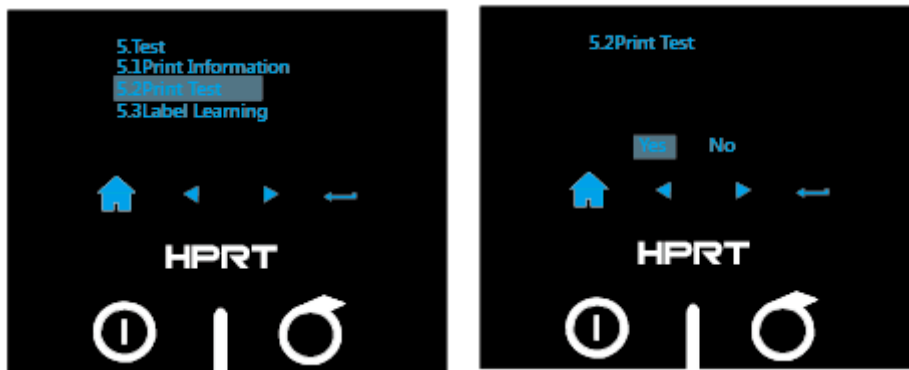 5.Test
5.1Print Information
5.2Print Test
5.3Label Learning
HPRT
5.2Print Test
Yes No
HPRT